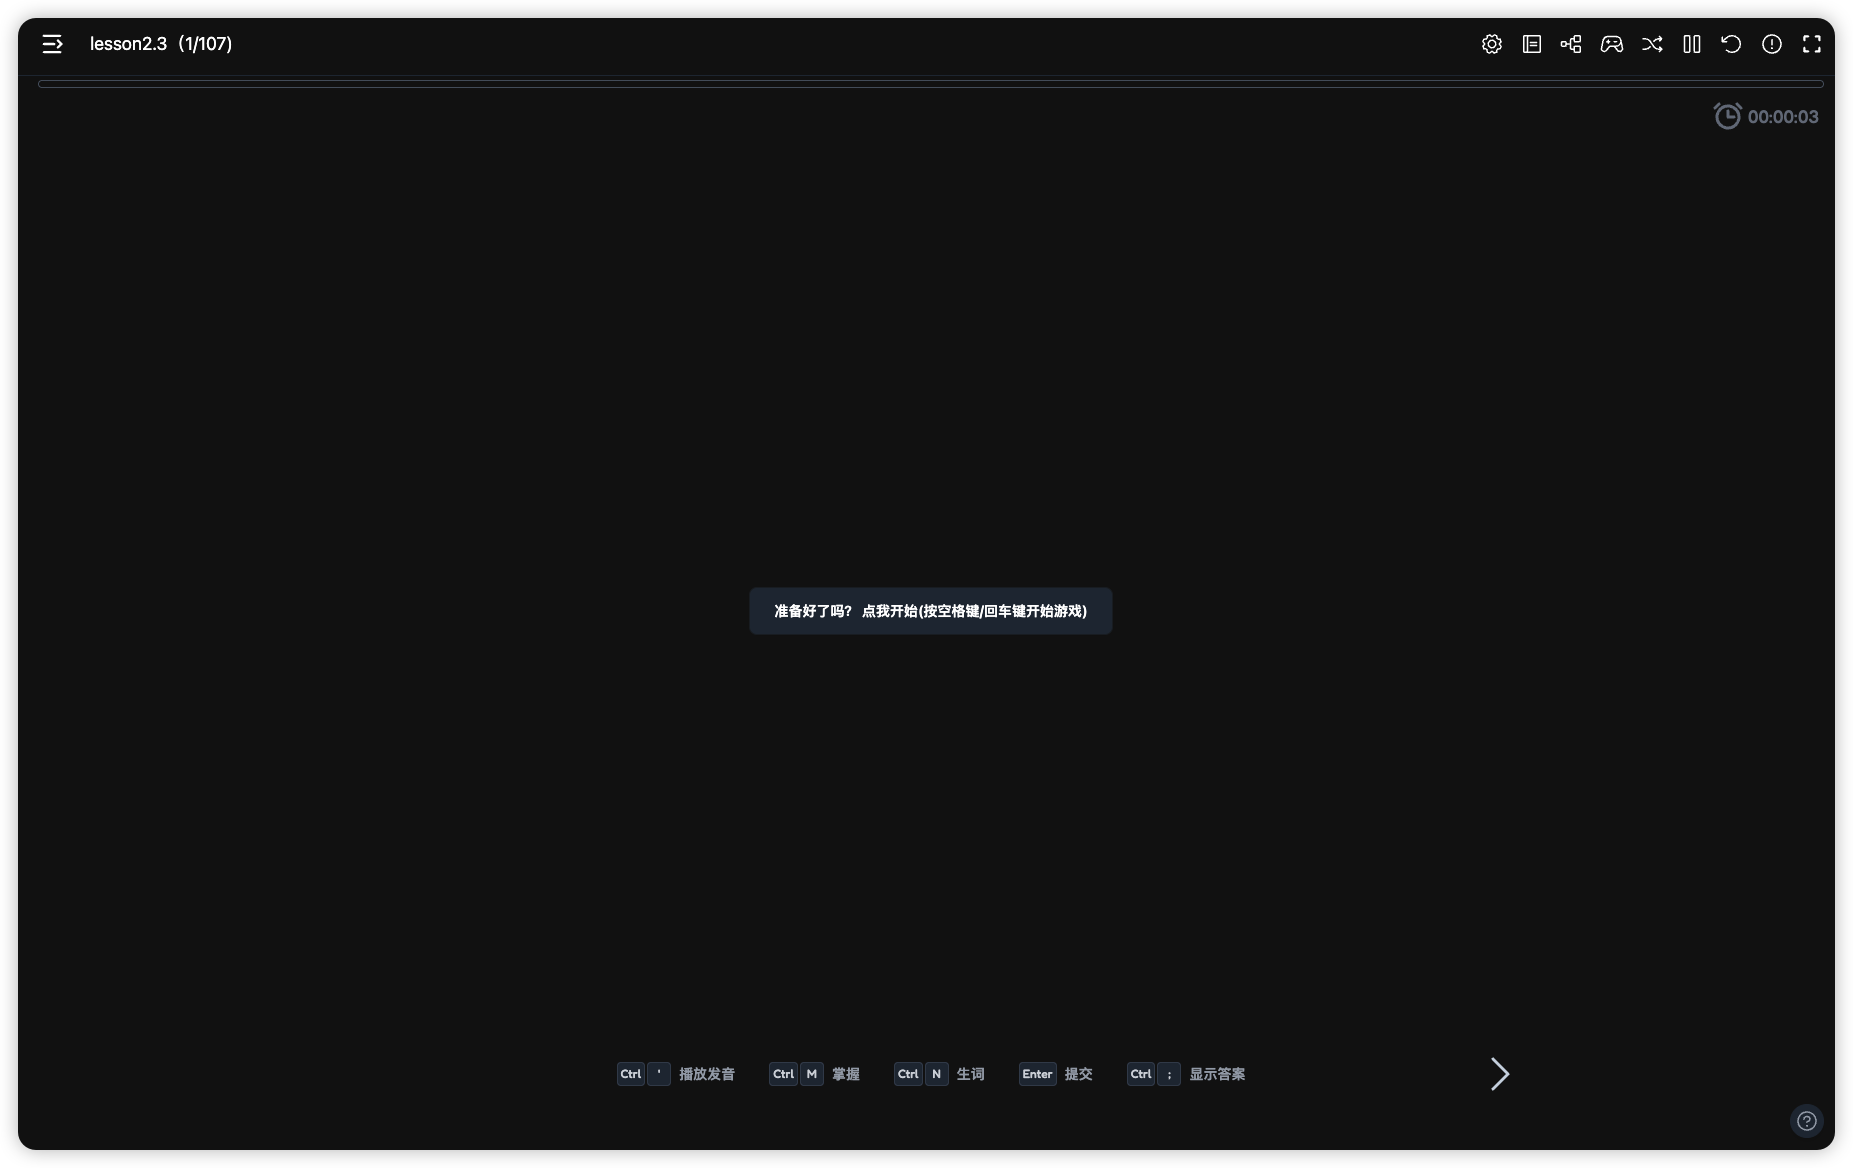 lesson2.3 (1/107)
00:00:03
准备好了吗? 点我开始(按空格键/回车键开始游戏)
Ctrl ' 播放发音 Ctrl M 掌握 Ctrl N 生词 Enter 提交 Ctrl ; 显示答案